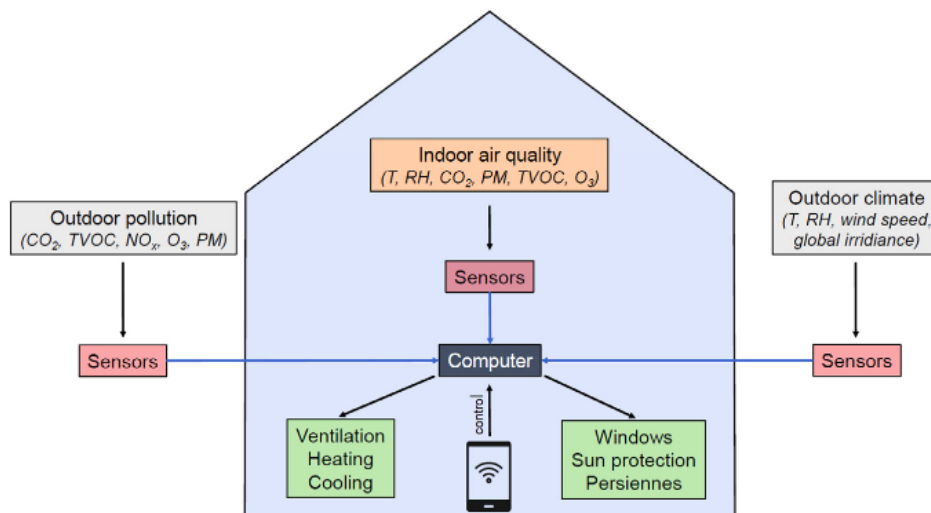 Indoor air quality
(T, RH, CO₂, PM, TVOC, O₃)
Outdoor pollution
(CO₂, TVOC, NOₓ, O₃, PM)
Outdoor climate
(T, RH, wind speed,
global irridiance)
Sensors
Sensors
Computer
Sensors
control
Ventilation
Heating
Cooling
Windows
Sun protection
Persiennes